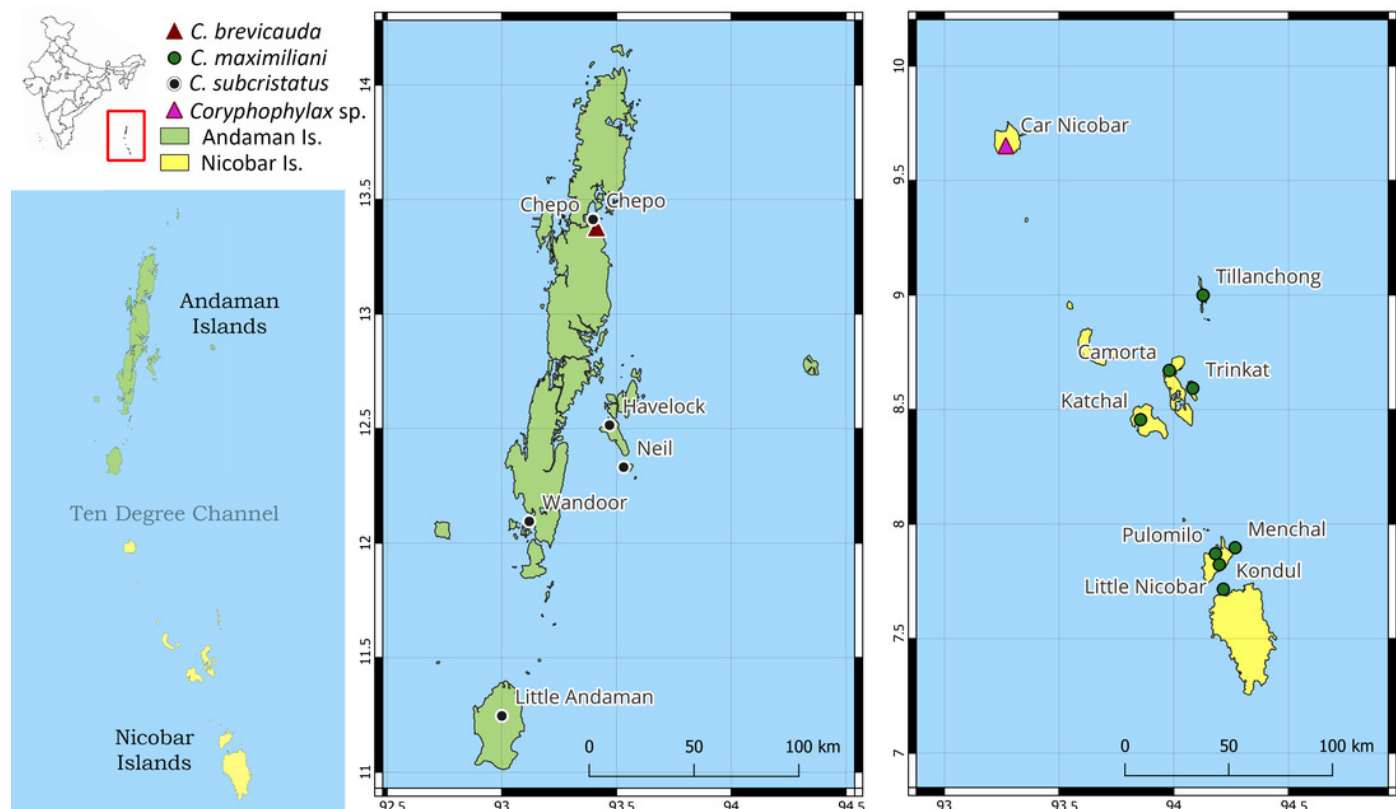 C. brevicauda
C. maximiliani
C. subcristatus
Coryphophylax sp.
Andaman Is.
Nicobar Is.
Andaman
Islands
Ten Degree Channel
Nicobar
Islands
14
13.5
13
12.5
12
11.5
11
Chepo
Chepo
Havelock
Neil
Wandoor
Little Andaman
0 50 100 km
92.5 93 93.5 94 94.5
10
9.5
9
8.5
8
7.5
7
Car Nicobar
Tillanchong
Camorta
Trinkat
Katchal
Pulomilo
Menchal
Kondul
Little Nicobar
0 50 100 km
93 93.5 94 94.5